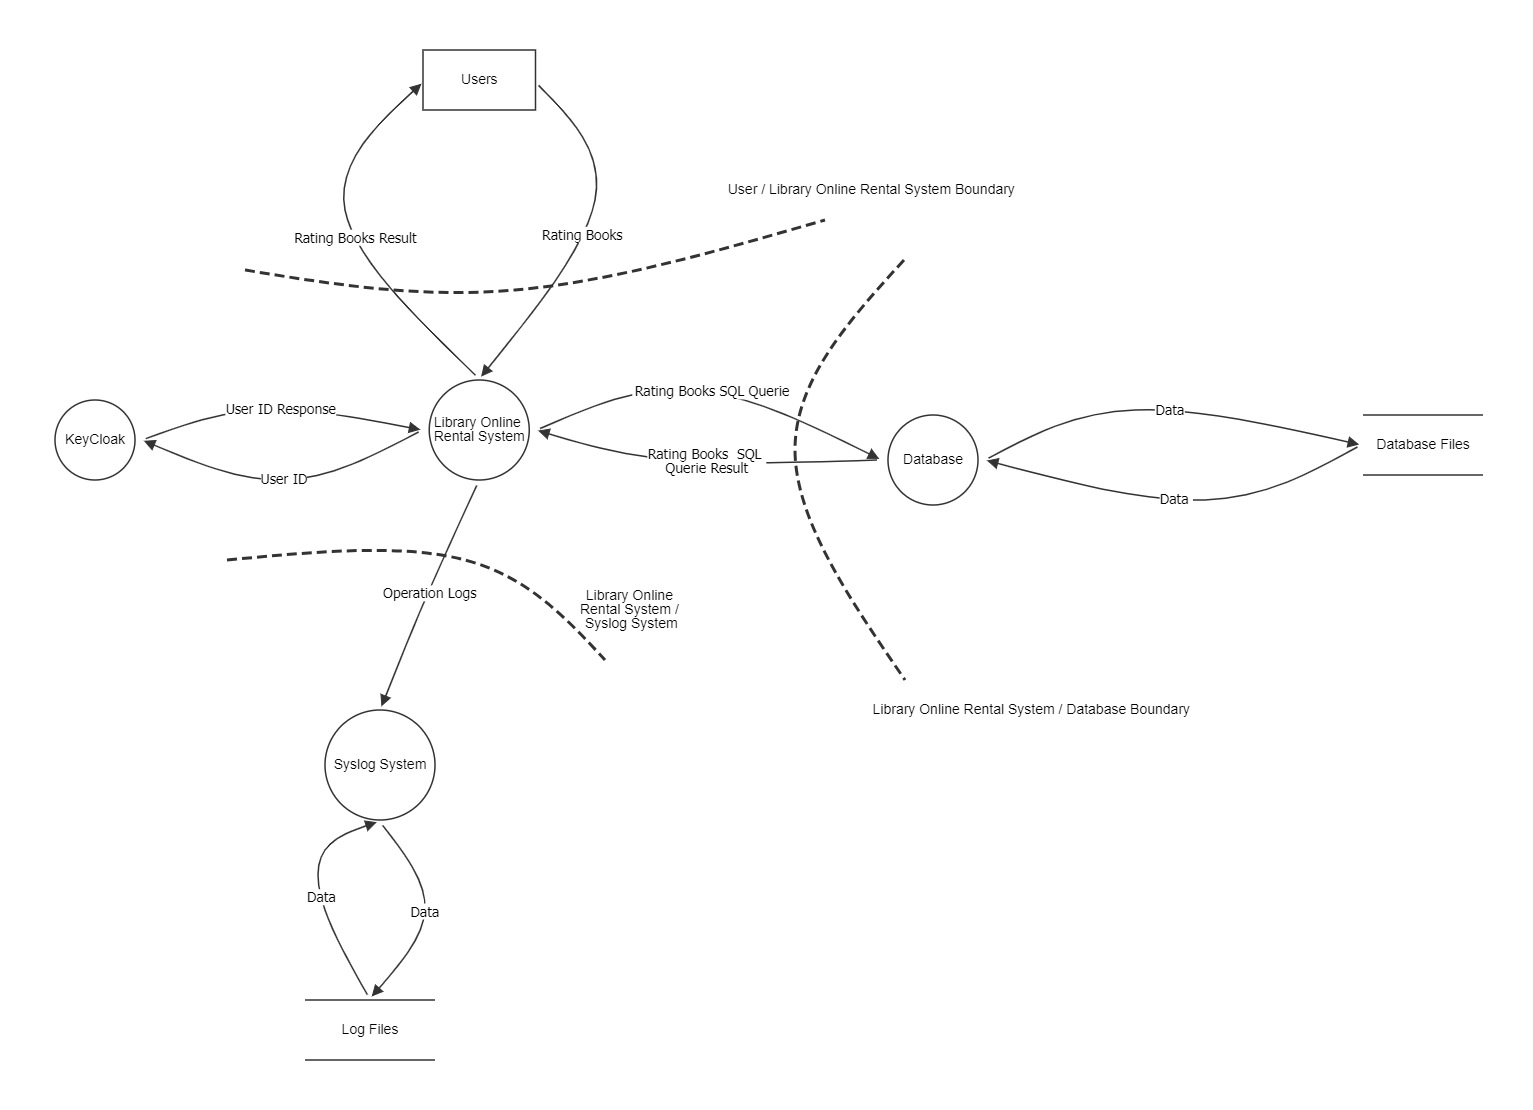 Users
User / Library Online Rental System Boundary
Rating Books Result
Rating Books
Rating Books SQL Querie
User ID Response
Data
Library Online
Rental System
KeyCloak
Database
Database Files
Rating Books  SQL
Querie Result
User ID
Data
Operation Logs
Library Online
Rental System /
Syslog System
Library Online Rental System / Database Boundary
Syslog System
Data
Data
Log Files